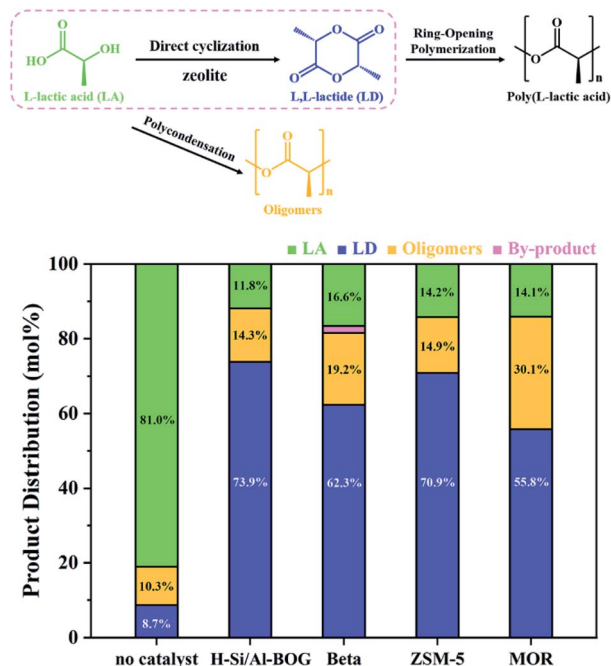 O
OH
HO
L-lactic acid (LA)
Direct cyclization
zeolite
O
O
O
O
L,L-lactide (LD)
Ring-Opening
Polymerization
O
O
n
Poly(L-lactic acid)
Polycondensation
O
O
n
Oligomers
LA LD Oligomers By-product
Product Distribution (mol%)
100
80
60
40
20
0
81.0%
10.3%
8.7%
11.8%
14.3%
73.9%
16.6%
19.2%
62.3%
14.2%
14.9%
70.9%
14.1%
30.1%
55.8%
no catalyst H-Si/Al-BOG Beta ZSM-5 MOR